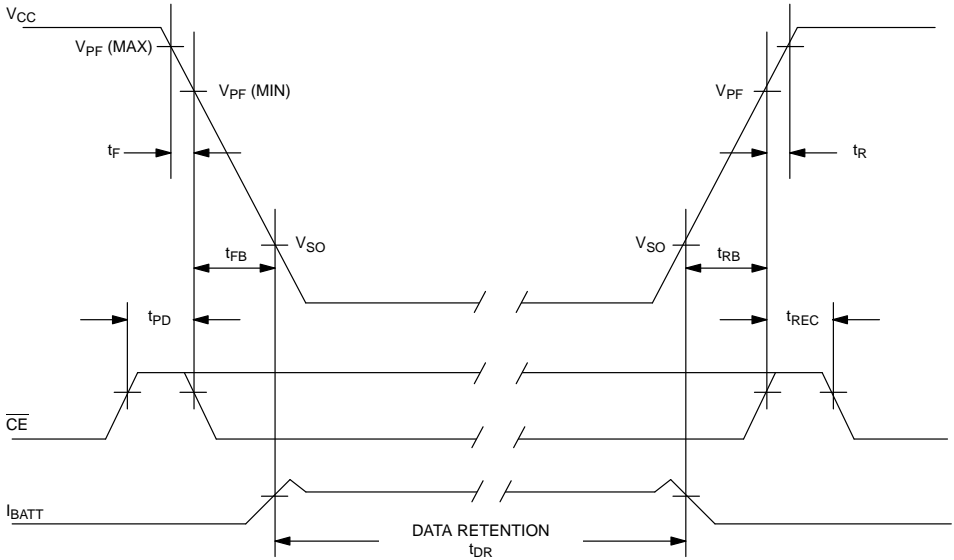 VCC
VPF (MAX)
VPF (MIN)
VPF
tF
tR
VSO
VSO
tFB
tRB
tPD
tREC
CE
IBATT
DATA RETENTION
tDR